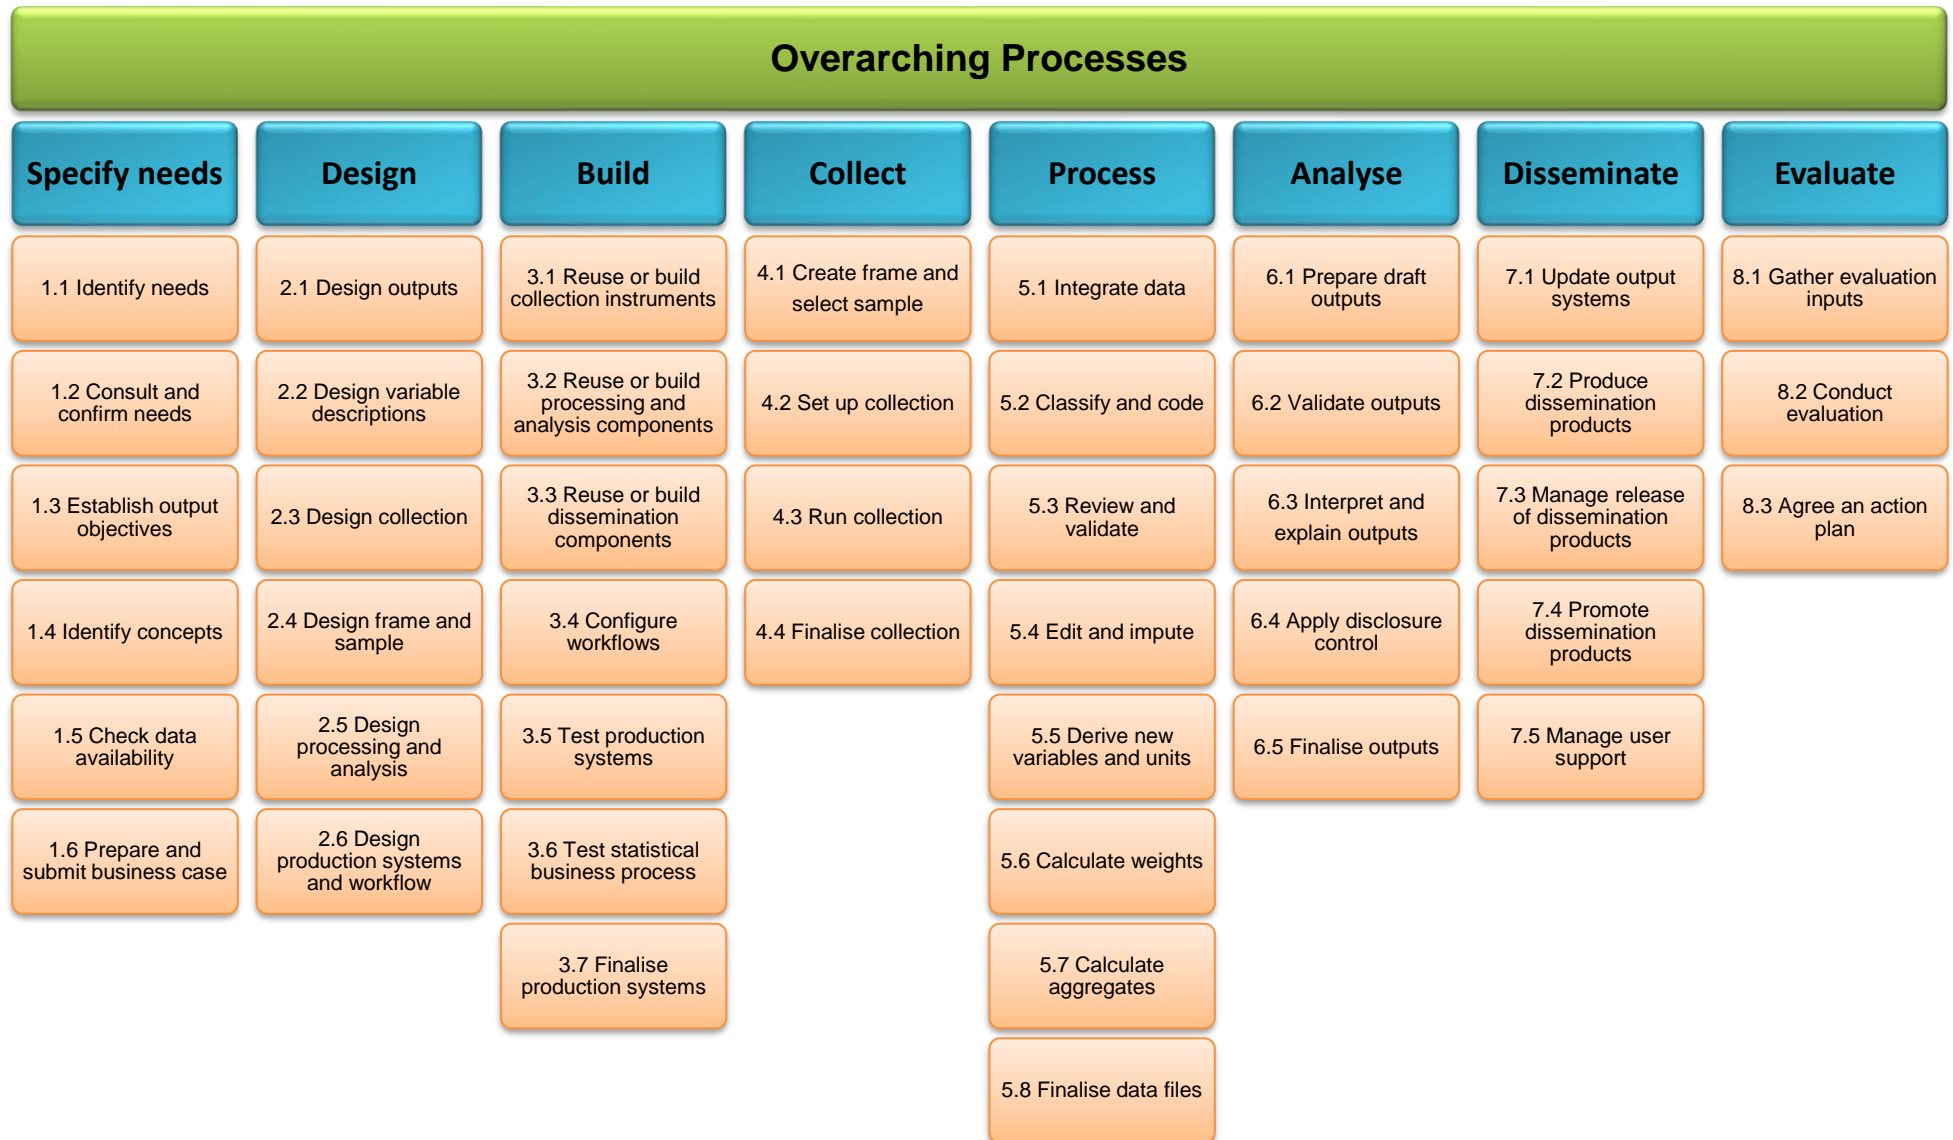 Overarching Processes
Specify needs
Design
Build
Collect
Process
Analyse
Disseminate
Evaluate
1.1 Identify needs
1.2 Consult and
confirm needs
1.3 Establish output
objectives
1.4 Identify concepts
1.5 Check data
availability
1.6 Prepare and
submit business case
2.1 Design outputs
2.2 Design variable
descriptions
2.3 Design collection
2.4 Design frame and
sample
2.5 Design
processing and
analysis
2.6 Design
production systems
and workflow
3.1 Reuse or build
collection instruments
3.2 Reuse or build
processing and
analysis components
3.3 Reuse or build
dissemination
components
3.4 Configure
workflows
3.5 Test production
systems
3.6 Test statistical
business process
3.7 Finalise
production systems
4.1 Create frame and
select sample
4.2 Set up collection
4.3 Run collection
4.4 Finalise collection
5.1 Integrate data
5.2 Classify and code
5.3 Review and
validate
5.4 Edit and impute
5.5 Derive new
variables and units
5.6 Calculate weights
5.7 Calculate
aggregates
5.8 Finalise data files
6.1 Prepare draft
outputs
6.2 Validate outputs
6.3 Interpret and
explain outputs
6.4 Apply disclosure
control
6.5 Finalise outputs
7.1 Update output
systems
7.2 Produce
dissemination
products
7.3 Manage release
of dissemination
products
7.4 Promote
dissemination
products
7.5 Manage user
support
8.1 Gather evaluation
inputs
8.2 Conduct
evaluation
8.3 Agree an action
plan